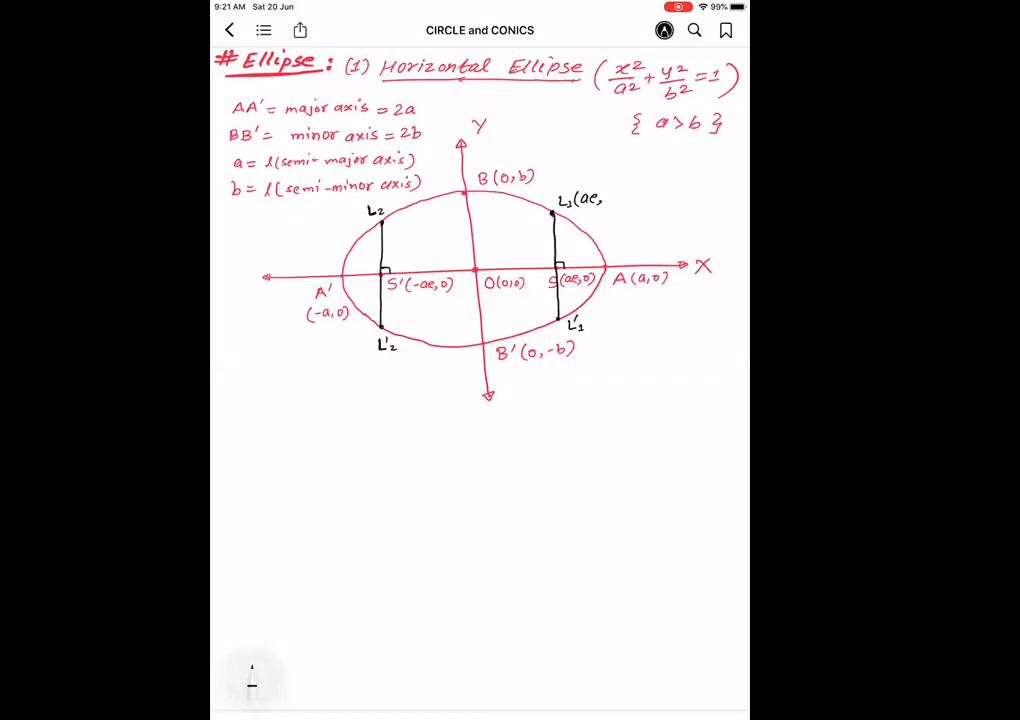 9:21 AM Sat 20 Jun 99%
CIRCLE and CONICS
# Ellipse : (1) Horizontal Ellipse ( x²/a² + y²/b² = 1 )
{ a > b }
AA' = major axis = 2a
BB' = minor axis = 2b
a = l(semi-major axis)
b = l(semi-minor axis)
Y
B(0,b)
L₂
L₁(ae,
X
A'
(-a,0)
S'(-ae,0)
O(0,0)
S(ae,0)
A(a,0)
L'₂
L'₁
B'(0,-b)